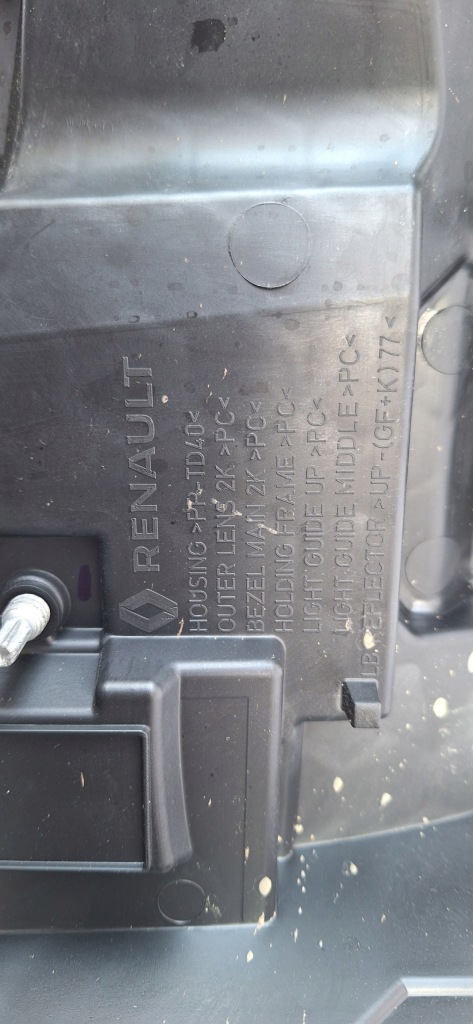 RENAULT
HOUSING >PP-TD40<
OUTER LENS 2K >PC<
BEZEL MAIN 2K >PC<
HOLDING FRAME >PC<
LIGHT GUIDE UP >PC<
LIGHT GUIDE MIDDLE >PC<
LB REFLECTOR >UP-(GF+K)77<